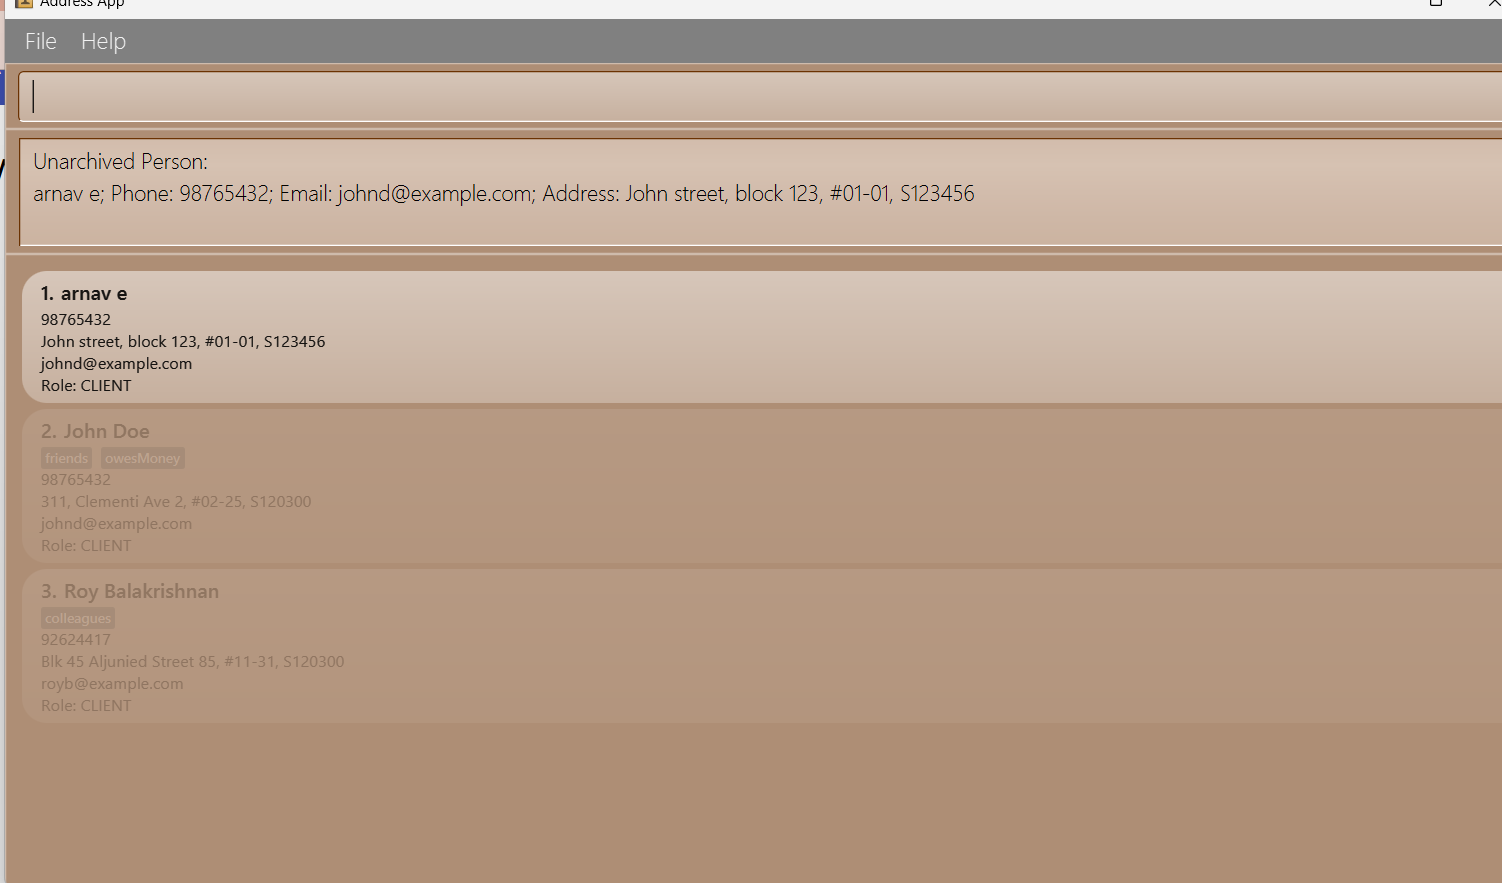 Address App
File Help
Unarchived Person:
arnav e; Phone: 98765432; Email: johnd@example.com; Address: John street, block 123, #01-01, S123456
1. arnav e
98765432
John street, block 123, #01-01, S123456
johnd@example.com
Role: CLIENT
2. John Doe
friends owesMoney
98765432
311, Clementi Ave 2, #02-25, S120300
johnd@example.com
Role: CLIENT
3. Roy Balakrishnan
colleagues
92624417
Blk 45 Aljunied Street 85, #11-31, S120300
royb@example.com
Role: CLIENT